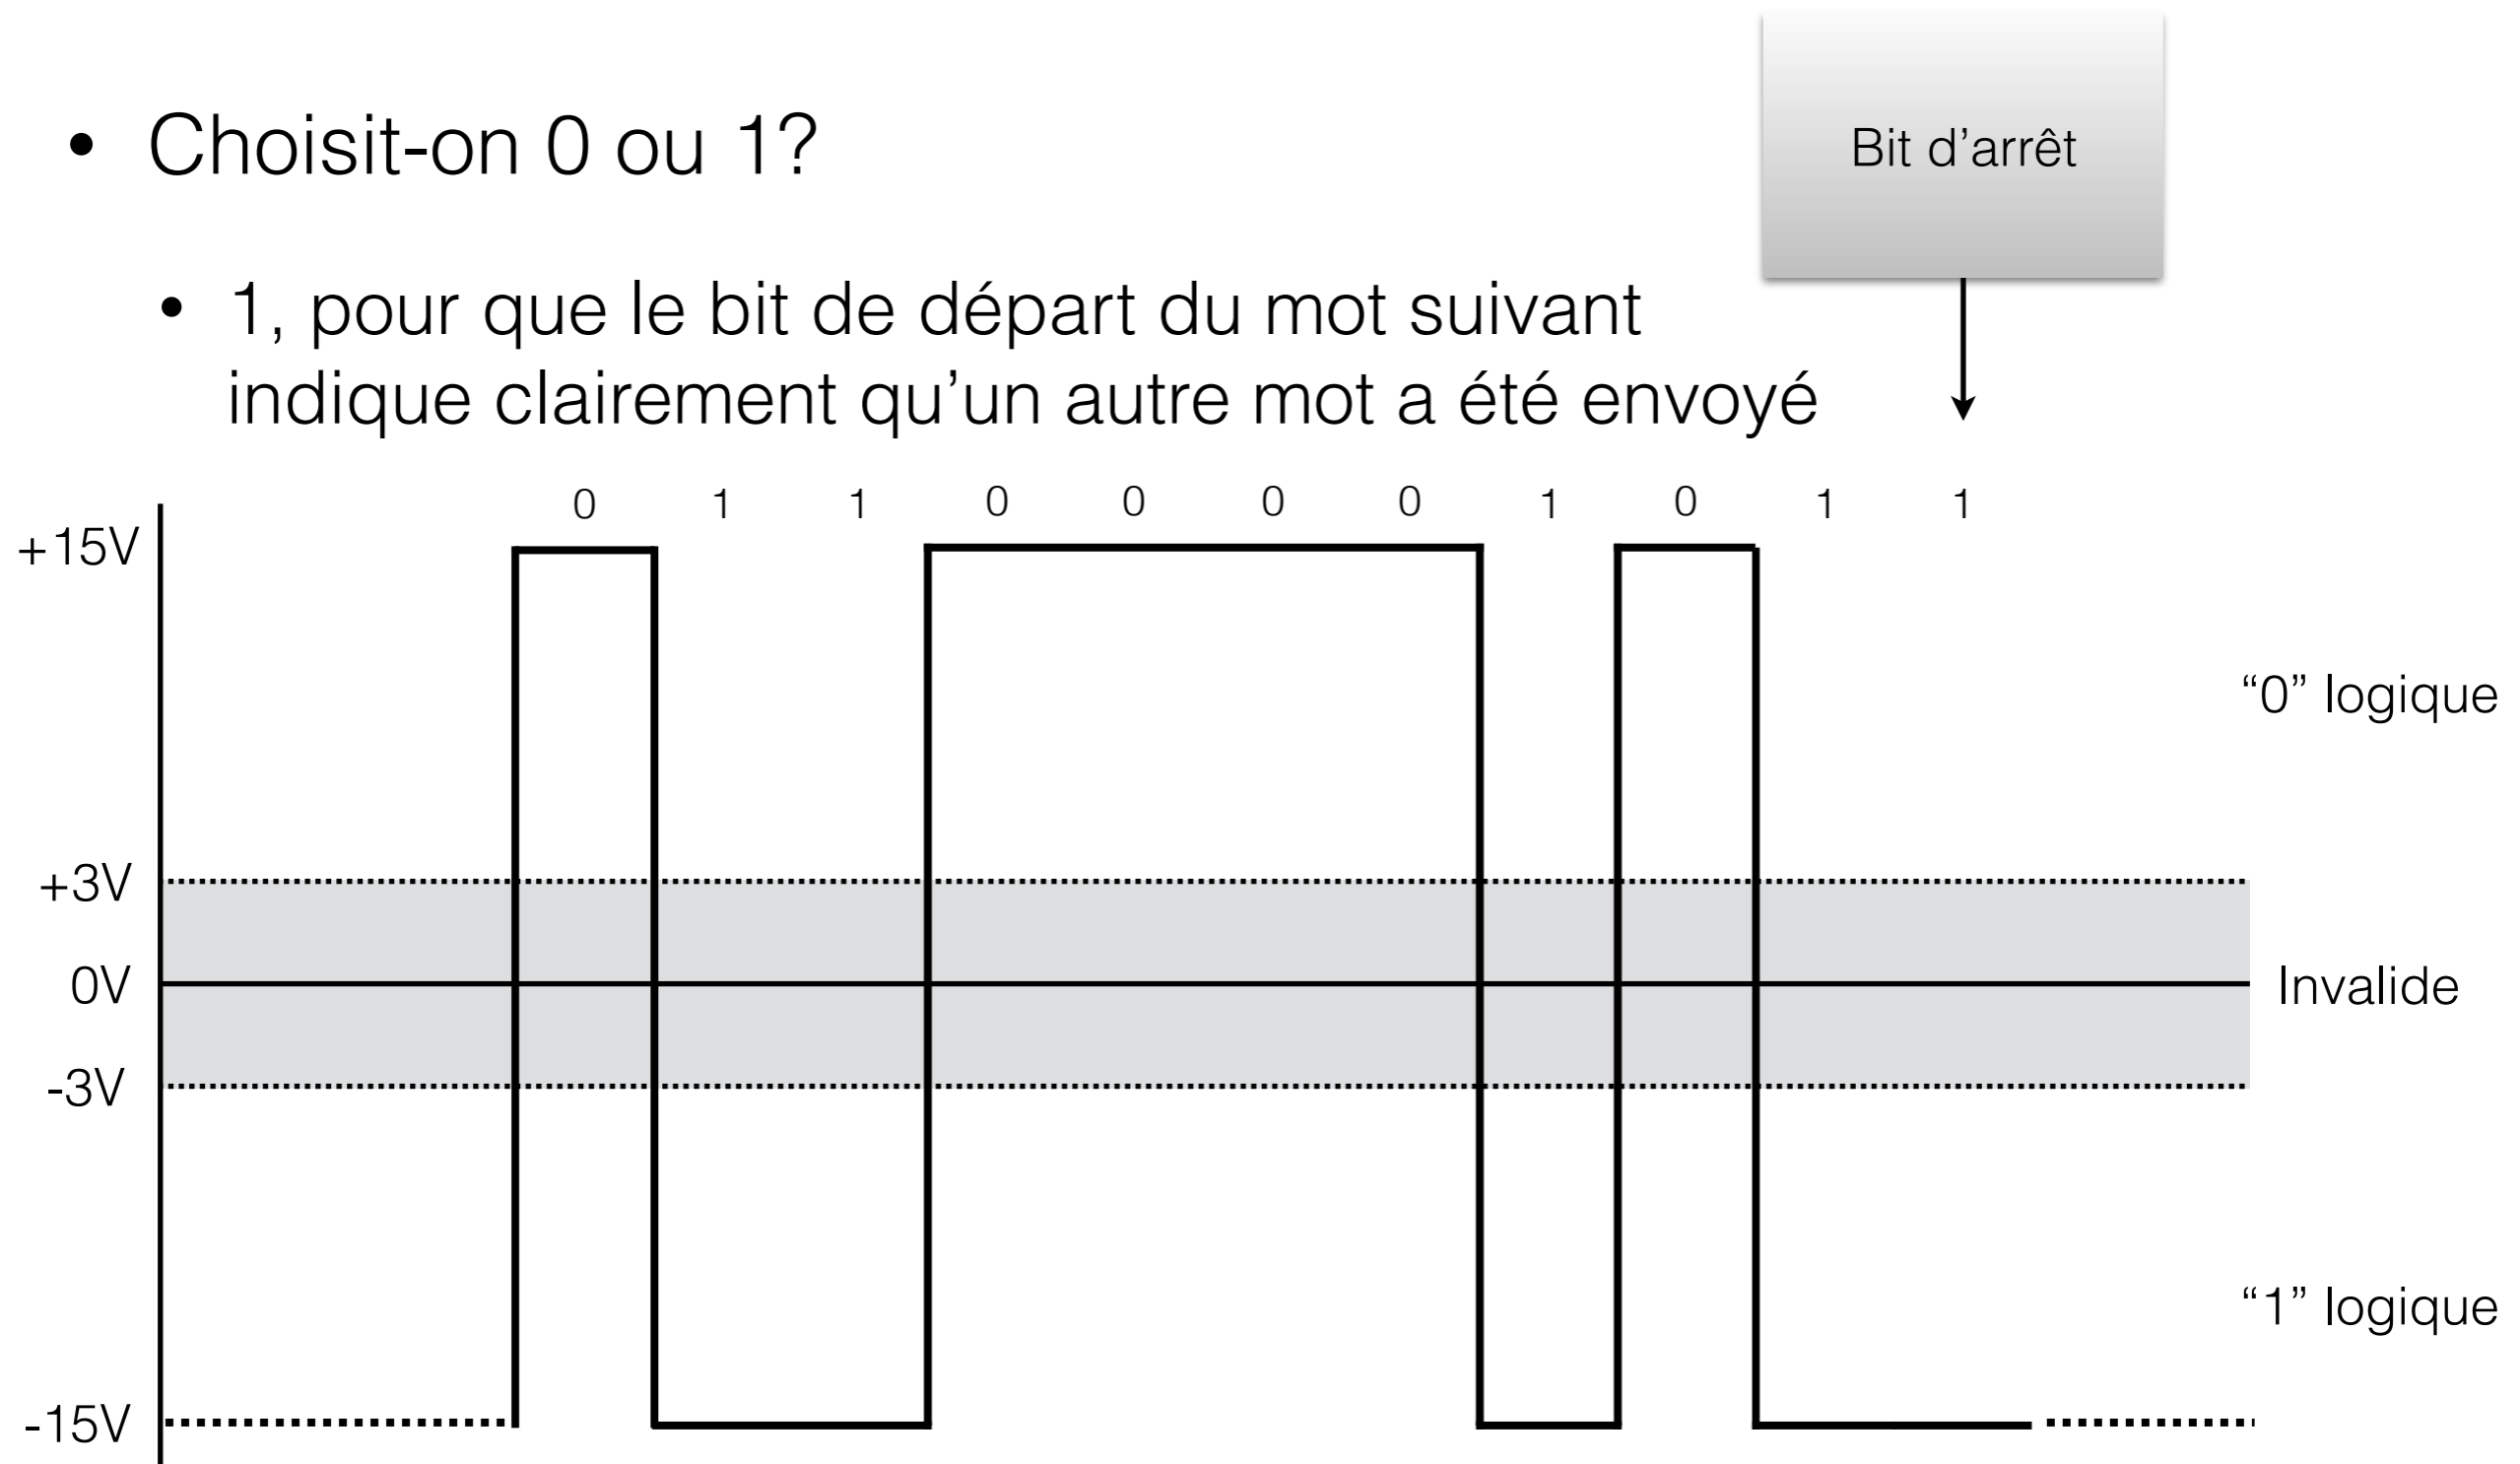 • Choisit-on 0 ou 1?
Bit d’arrêt
• 1, pour que le bit de départ du mot suivant
indique clairement qu’un autre mot a été envoyé
0 1 1 0 0 0 0 1 0 1 1
+15V
“0” logique
+3V
0V
Invalide
-3V
“1” logique
-15V